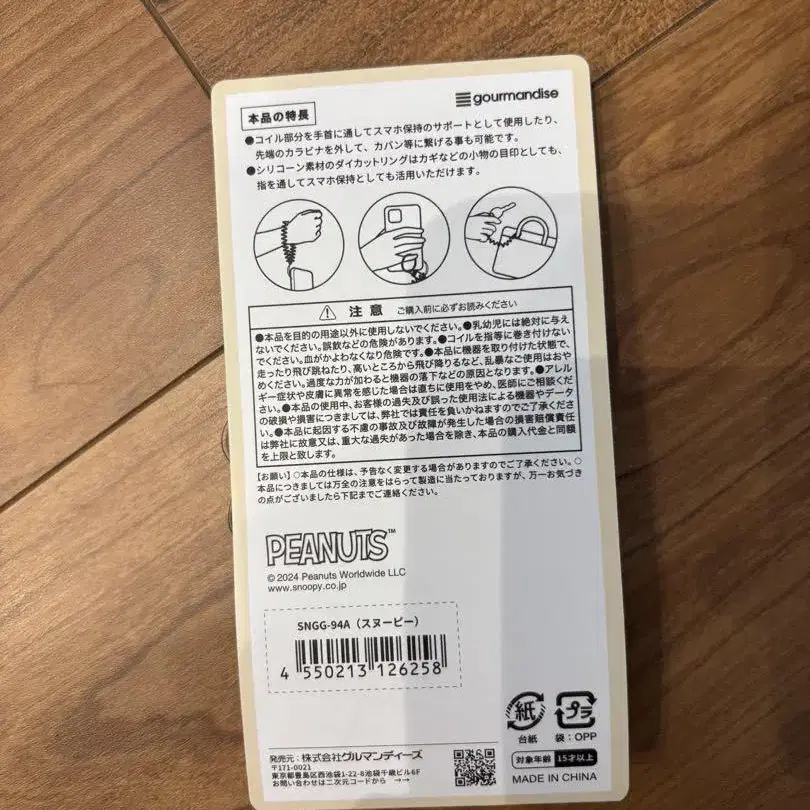 gourmandise
本品の特長
●コイル部分を手首に通してスマホ保持のサポートとして使用したり、
先端のカラビナを外して、カバン等に繋げる事も可能です。
●シリコーン素材のダイカットリングはカギなどの小物の目印としても、
指を通してスマホ保持としても活用いただけます。
注意 ご購入前に必ずお読みください
●本品を目的の用途以外に使用しないでください。●乳幼児には絶対に与え
ないでください。誤飲などの危険があります。●コイルを指等に巻き付けない
でください。血がかよわなくなり危険です。●本品に機器を取り付けた状態で、
走ったり飛び跳ねたり、高いところから飛び降りるなど、乱暴なご使用はおや
めください。過度な力が加わると機器の落下などの原因となります。●アレル
ギー症状や皮膚に異常を感じた場合は直ちに使用をやめ、医師にご相談くださ
い。●本品の使用中、お客様の過失及び誤った使用法による機器やデータ
の破損や損害につきましては、弊社では責任を負いかねますのでご了承くださ
い。●本品に起因する不慮の事故及び故障が発生した場合の損害賠償責任
は弊社に故意又は、重大な過失があった場合を除き、本品の購入代金と同額
を上限と致します。
【お願い】○本品の仕様は、予告なく変更する場合がありますのでご了承ください。○
本品につきましては万全の注意をはらって製造に当たっておりますが、万一お気づき
の点がございましたら下記までご連絡ください。
PEANUTS™
© 2024 Peanuts Worldwide LLC
www.snoopy.co.jp
SNGG-94A（スヌーピー）
4 550213 126258
紙
台紙
プラ
袋：OPP
発売元：株式会社グルマンディーズ
〒171-0021
東京都豊島区西池袋1-22-8池袋千歳ビル6F
お問い合わせは二次元コードから →→
対象年齢 15才以上
MADE IN CHINA